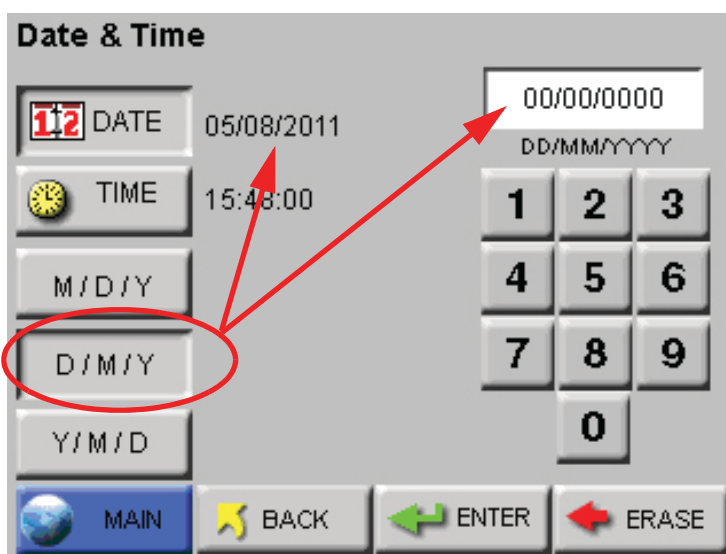 Date & Time
12 DATE
05/08/2011
00/00/0000
DD/MM/YYYY
TIME
15:48:00
1 2 3
M/D/Y
4 5 6
D/M/Y
7 8 9
Y/M/D
0
MAIN
BACK
ENTER
ERASE